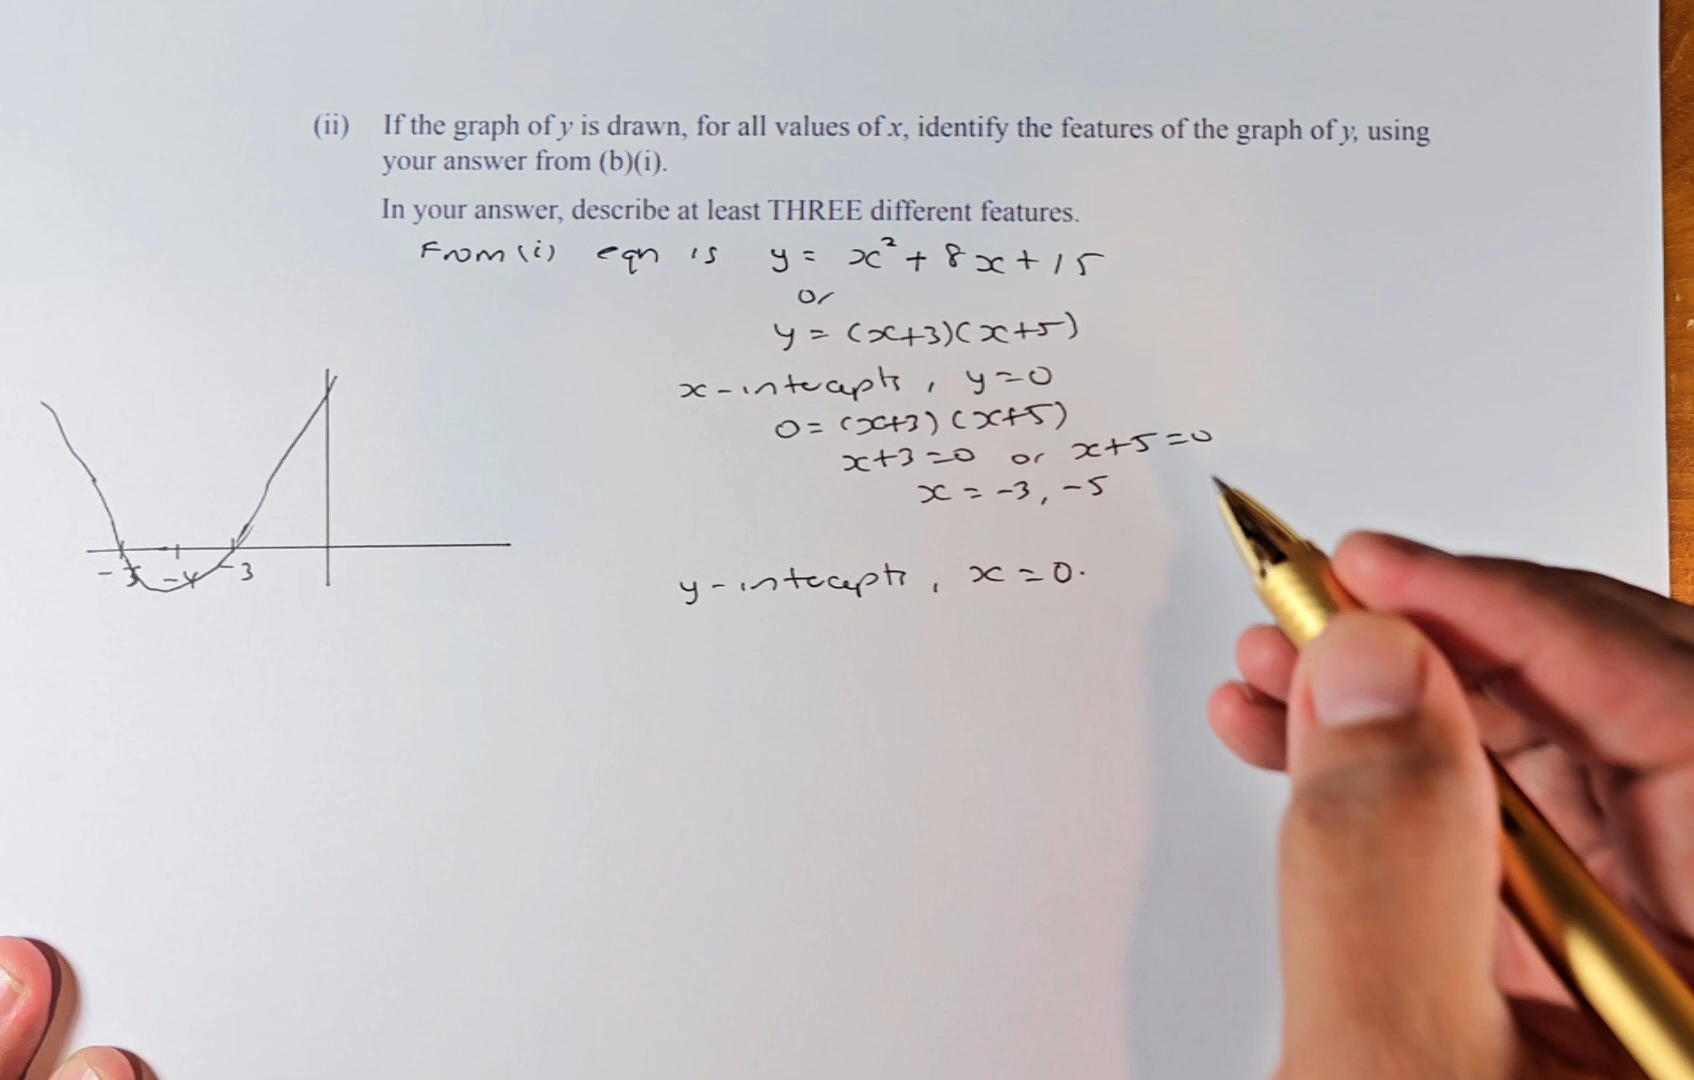 (ii) If the graph of y is drawn, for all values of x, identify the features of the graph of y, using
your answer from (b)(i).
In your answer, describe at least THREE different features.
From (i) eqn is y = x² + 8x + 15
or
y = (x+3)(x+5)
x-intcepts, y=0
0 = (x+3)(x+5)
x+3=0 or x+5=0
x = -3, -5
y-intcepts, x=0.
-5 -4 -3